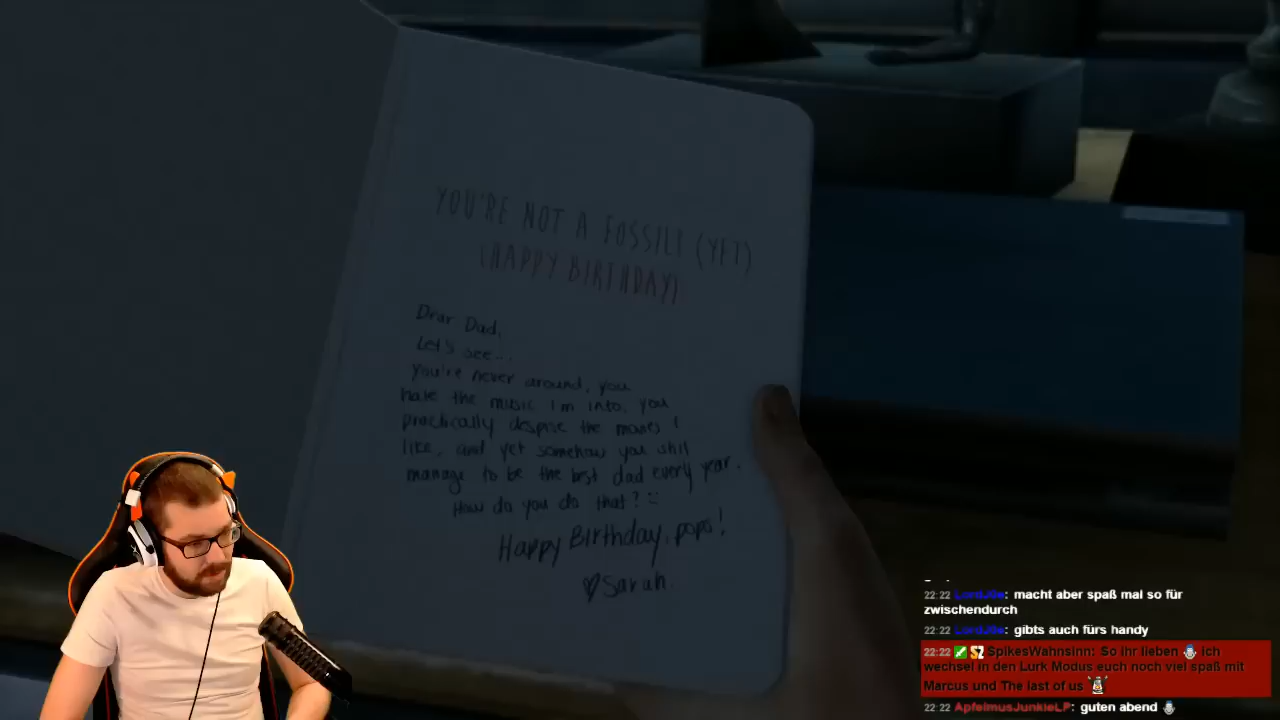 YOU'RE NOT A FOSSIL! (YET)
(HAPPY BIRTHDAY)
Dear Dad,
Let's see...
you're never around, you
hate the music I'm into, you
practically despise the movies I
like, and yet somehow you still
manage to be the best dad every year.
How do you do that? :)
Happy Birthday, papa!
♥ Sarah.
22:22 LordJGe: macht aber spaß mal so für
zwischendurch
22:22 LordJGe: gibts auch fürs handy
22:22 SpikesWahnsinn: So ihr lieben ich
wechsel in den Lurk Modus euch noch viel spaß mit
Marcus und The last of us
22:22 ApfelmusJunkieLP: guten abend